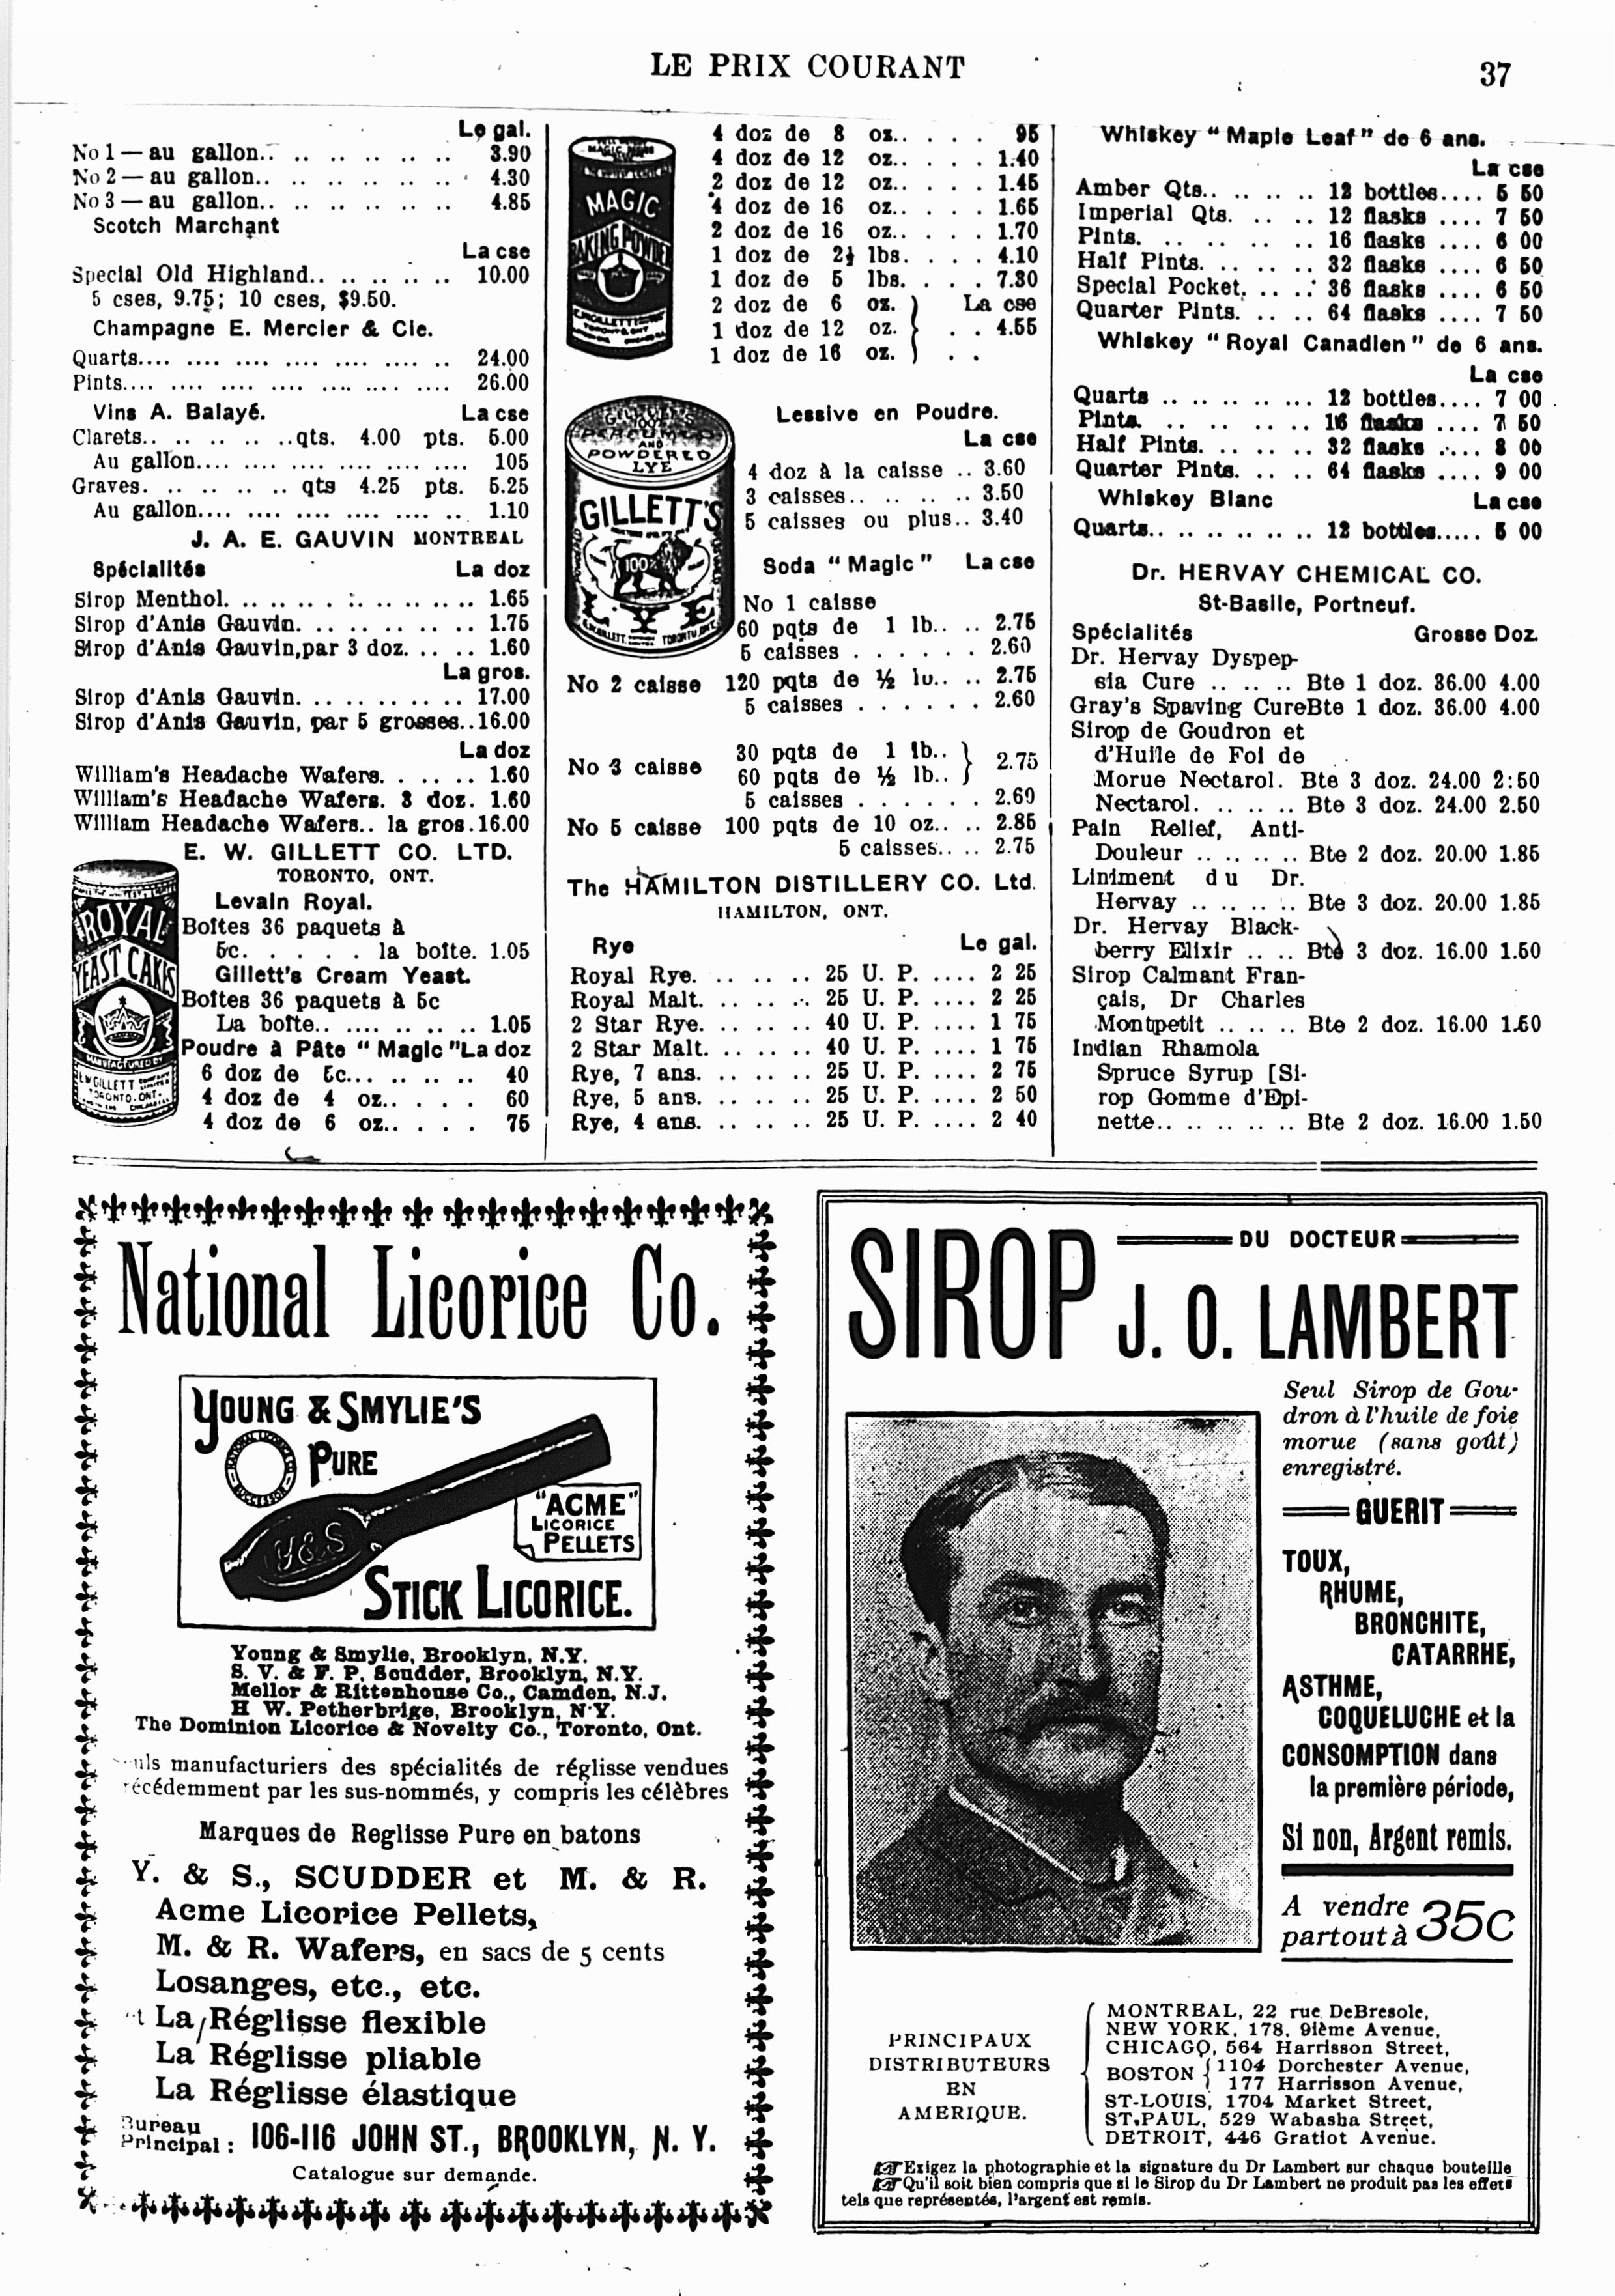 LE PRIX COURANT
37
Le gal.
No 1 — au gallon.. .. .. .. .. .. .. 3.90
No 2 — au gallon.. .. .. .. .. .. .. 4.30
No 3 — au gallon.. .. .. .. .. .. .. 4.85
Scotch Marchant
La cse
Special Old Highland.. .. .. .. .. 10.00
5 cses, 9.75; 10 cses, $9.50.
Champagne E. Mercier & Cie.
Quarts.... .... .... .... .... .... .. 24.00
Pints.... .... .... .... .... .... .... 26.00
Vins A. Balayé. La cse
Clarets.. .. .. .. ..qts. 4.00 pts. 5.00
Au gallon.... .... .... .... .... .... 105
Graves. .. .. .. .. qts 4.25 pts. 5.25
Au gallon.... .... .... .... .... .. 1.10
J. A. E. GAUVIN MONTREAL
Spécialités La doz
Sirop Menthol. .. .. .. .. .. .. .. .. 1.65
Sirop d'Anis Gauvin. .. .. .. .. .. .. 1.75
Sirop d'Anis Gauvin,par 3 doz. .. .. 1.60
La gros.
Sirop d'Anis Gauvin. .. .. .. .. .. 17.00
Sirop d'Anis Gauvin, par 5 grosses..16.00
La doz
William's Headache Wafers. . .. .. 1.60
William's Headache Wafers. 3 doz. 1.60
William Headache Wafers.. la gros.16.00
E. W. GILLETT CO. LTD.
TORONTO, ONT.
ROYAL
YEAST CAKES
MANUFACTURED BY
E.W.GILLETT COMPANY LIMITED
TORONTO.ONT.
Levain Royal.
Boîtes 36 paquets à
5c. . . . . . la boîte. 1.05
Gillett's Cream Yeast.
Boîtes 36 paquets à 5c
La boîte.. .... .. .. .. 1.05
Poudre à Pâte "Magic" La doz
6 doz de 5c... .. .. .. 40
4 doz de 4 oz.. . . . 60
4 doz de 6 oz.. . . . 75
MAGIC
BAKING POWDER
4 doz de 8 oz.. . . . 95
4 doz de 12 oz.. . . . 1.40
2 doz de 12 oz.. . . . 1.45
4 doz de 16 oz.. . . . 1.65
2 doz de 16 oz.. . . . 1.70
1 doz de 2½ lbs. . . . 4.10
1 doz de 5 lbs. . . . 7.30
2 doz de 6 oz. } La cse
1 doz de 12 oz. } . . 4.55
1 doz de 16 oz. } . .
GILLETT'S
100%
PERFUMED
AND
POWDERED
LYE
GILLETT'S
100%
E.W.GILLETT
TORONTO,ONT.
Lessive en Poudre.
La cse
4 doz à la caisse .. 3.60
3 caisses.. .. .. .. 3.50
5 caisses ou plus.. 3.40
Soda "Magic" La cse
No 1 caisse
60 pqts de 1 lb.. .. 2.75
5 caisses . . . . . . 2.60
No 2 caisse 120 pqts de ½ lb.. .. 2.75
5 caisses . . . . . . 2.60
No 3 caisse 30 pqts de 1 lb.. } 2.75
60 pqts de ½ lb.. }
5 caisses . . . . . . 2.60
No 5 caisse 100 pqts de 10 oz.. .. 2.85
5 caisses.. .. 2.75
The HAMILTON DISTILLERY CO. Ltd.
HAMILTON, ONT.
Rye Le gal.
Royal Rye. .. .. .. .. 25 U. P. .... 2 25
Royal Malt. .. .. .. .. 25 U. P. .... 2 25
2 Star Rye. .. .. .. .. 40 U. P. .... 1 75
2 Star Malt. .. .. .. .. 40 U. P. .... 1 75
Rye, 7 ans. .. .. .. .. 25 U. P. .... 2 75
Rye, 5 ans. .. .. .. .. 25 U. P. .... 2 50
Rye, 4 ans. .. .. .. .. 25 U. P. .... 2 40
Whiskey "Maple Leaf" de 6 ans.
La cse
Amber Qts.. .. .. .. 12 bottles.... 5 50
Imperial Qts. .. .. .. 12 flasks .... 7 50
Pints. .. .. .. .. .. 16 flasks .... 6 00
Half Pints. .. .. .. .. 32 flasks .... 6 50
Special Pocket. .. .. 36 flasks .... 6 50
Quarter Pints. .. .. .. 64 flasks .... 7 50
Whiskey "Royal Canadien" de 6 ans.
La cse
Quarts .. .. .. .. ... 12 bottles.... 7 00
Pints. .. .. .. .. .. 16 flasks .... 7 50
Half Pints. .. .. .. .. 32 flasks .... 8 00
Quarter Pints. .. .. .. 64 flasks .... 9 00
Whiskey Blanc La cse
Quarts.. .. .. .. .. .. 12 bottles..... 5 00
Dr. HERVAY CHEMICAL CO.
St-Basile, Portneuf.
Spécialités Grosse Doz.
Dr. Hervay Dyspep-
sia Cure .. .. .. Bte 1 doz. 36.00 4.00
Gray's Spaving CureBte 1 doz. 36.00 4.00
Sirop de Goudron et
d'Huile de Foi de
Morue Nectarol. Bte 3 doz. 24.00 2:50
Nectarol. .. .. .. Bte 3 doz. 24.00 2.50
Pain Relief, Anti-
Douleur .. .. .. Bte 2 doz. 20.00 1.85
Liniment du Dr.
Hervay .. .. .. Bte 3 doz. 20.00 1.85
Dr. Hervay Black-
berry Elixir .. .. Bte 3 doz. 16.00 1.50
Sirop Calmant Fran-
çais, Dr Charles
Montpetit .. .. .. Bte 2 doz. 16.00 1.50
Indian Rhamola
Spruce Syrup [Si-
rop Gomme d'Epi-
nette.. .. .. .. .. Bte 2 doz. 16.00 1.50
National Licorice Co.
YOUNG & SMYLIE'S
PURE
NATIONAL LICORICE CO.
SUCCESSOR
Y&S
"ACME"
LICORICE
PELLETS
STICK LICORICE.
Young & Smylie, Brooklyn, N.Y.
S. V. & F. P. Scudder, Brooklyn, N.Y.
Mellor & Rittenhouse Co., Camden, N.J.
H W. Petherbrige, Brooklyn, N.Y.
The Dominion Licorice & Novelty Co., Toronto, Ont.
uls manufacturiers des spécialités de réglisse vendues
récédemment par les sus-nommés, y compris les célèbres
Marques de Reglisse Pure en batons
Y. & S., SCUDDER et M. & R.
Acme Licorice Pellets,
M. & R. Wafers, en sacs de 5 cents
Losanges, etc., etc.
t La Réglisse flexible
La Réglisse pliable
La Réglisse élastique
Bureau
Principal : 106-116 JOHN ST., BROOKLYN, N. Y.
Catalogue sur demande.
SIROP DU DOCTEUR
J. O. LAMBERT
Seul Sirop de Gou-
dron à l'huile de foie
morue (sans goût)
enregistré.
GUERIT
TOUX,
RHUME,
BRONCHITE,
CATARRHE,
ASTHME,
COQUELUCHE et la
CONSOMPTION dans
la première période,
Si non, Argent remis.
A vendre
partout à 35c
PRINCIPAUX
DISTRIBUTEURS
EN
AMERIQUE.
MONTREAL, 22 rue DeBresole,
NEW YORK, 178, 9ième Avenue,
CHICAGO, 564 Harrisson Street,
BOSTON { 1104 Dorchester Avenue,
177 Harrisson Avenue,
ST-LOUIS, 1704 Market Street,
ST.PAUL, 529 Wabasha Street,
DETROIT, 446 Gratiot Avenue.
Exigez la photographie et la signature du Dr Lambert sur chaque bouteille
Qu'il soit bien compris que si le Sirop du Dr Lambert ne produit pas les effets
tels que représentés, l'argent est remis.